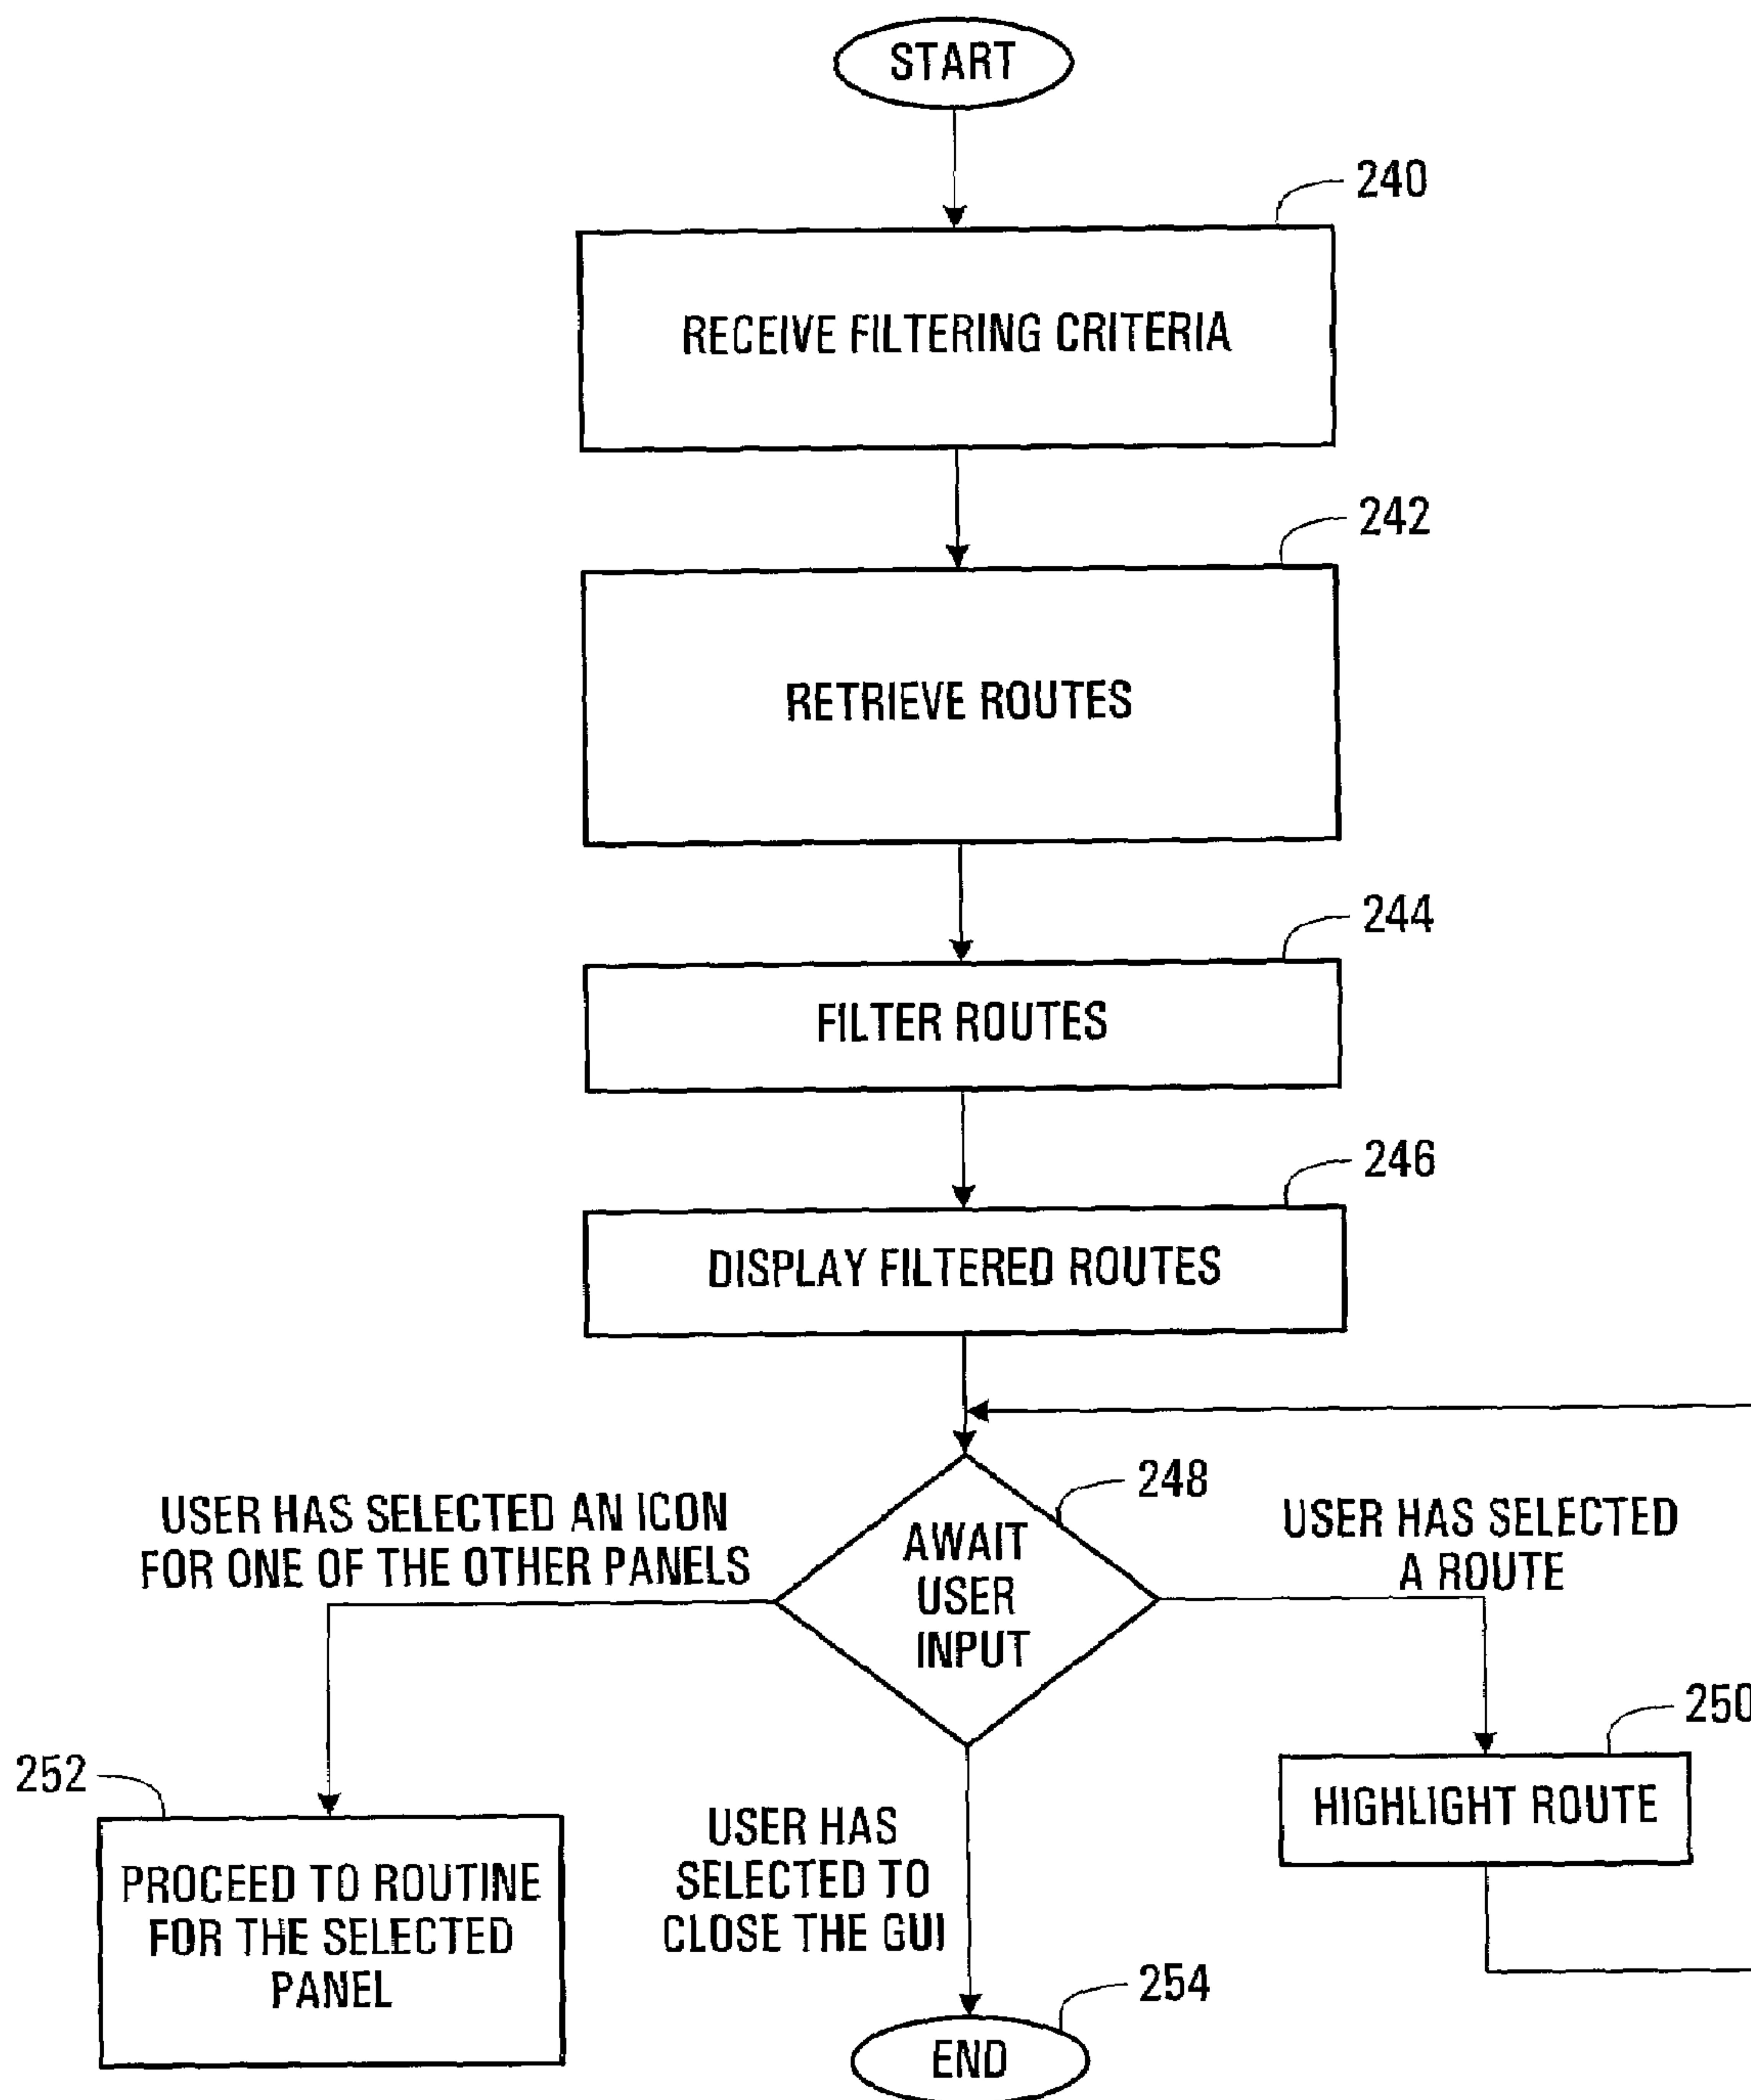 START
240
RECEIVE FILTERING CRITERIA
242
RETRIEVE ROUTES
244
FILTER ROUTES
246
DISPLAY FILTERED ROUTES
248
AWAIT
USER
INPUT
USER HAS SELECTED AN ICON
FOR ONE OF THE OTHER PANELS
USER HAS SELECTED
A ROUTE
250
HIGHLIGHT ROUTE
252
PROCEED TO ROUTINE
FOR THE SELECTED
PANEL
USER HAS
SELECTED TO
CLOSE THE GUI
254
END